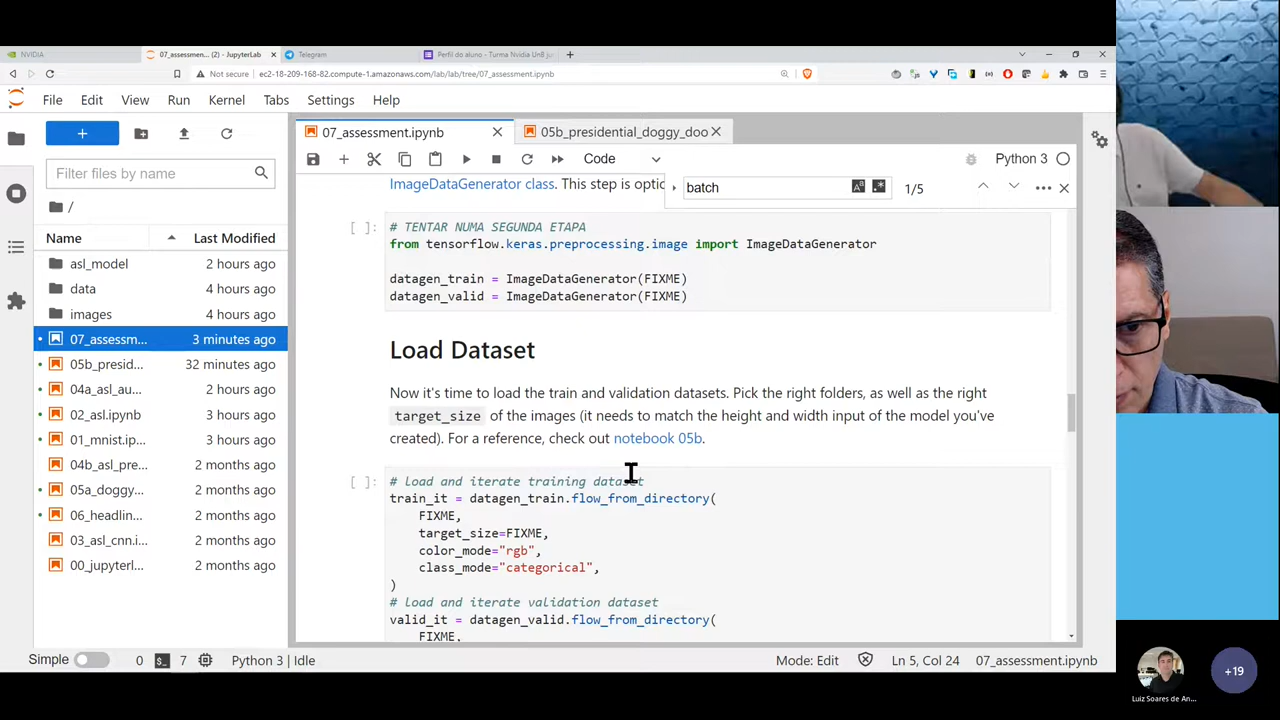 NVIDIA
07_assessmen... (2) - JupyterLab
Telegram
Perfil do aluno - Turma Nvidia Un8 ju
Not secure
ec2-18-209-168-82.compute-1.amazonaws.com/lab/lab/tree/07_assessment.ipynb
File Edit View Run Kernel Tabs Settings Help
Filter files by name
/
Name Last Modified
asl_model 2 hours ago
data 4 hours ago
images 4 hours ago
07_assessm... 3 minutes ago
05b_presid... 32 minutes ago
04a_asl_au... 2 hours ago
02_asl.ipynb 3 hours ago
01_mnist.ip... 3 hours ago
04b_asl_pre... 2 months ago
05a_doggy... 2 months ago
06_headlin... 2 months ago
03_asl_cnn.i... 2 months ago
00_jupyterl... 2 months ago
07_assessment.ipynb
05b_presidential_doggy_doo
Code
Python 3
batch
1/5
ImageDataGenerator class. This step is optic
[ ]:
# TENTAR NUMA SEGUNDA ETAPA
from tensorflow.keras.preprocessing.image import ImageDataGenerator
datagen_train = ImageDataGenerator(FIXME)
datagen_valid = ImageDataGenerator(FIXME)
Load Dataset
Now it's time to load the train and validation datasets. Pick the right folders, as well as the right
target_size of the images (it needs to match the height and width input of the model you've
created). For a reference, check out notebook 05b.
[ ]:
# load and iterate training dataset
train_it = datagen_train.flow_from_directory(
FIXME,
target_size=FIXME,
color_mode="rgb",
class_mode="categorical",
)
# load and iterate validation dataset
valid_it = datagen_valid.flow_from_directory(
FIXME,
Simple 0 7 Python 3 | Idle
Mode: Edit
Ln 5, Col 24 07_assessment.ipynb
Luiz Soares de An...
+19